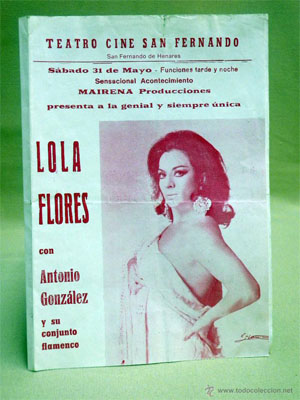 TEATRO CINE SAN FERNANDO
San Fernando de Henares
Sábado 31 de Mayo - Funciones tarde y noche
Sensacional Acontecimiento
MAIRENA Producciones
presenta a la genial y siempre única
LOLA
FLORES
con
Antonio
González
y su
conjunto
flamenco
www.todocoleccion.net